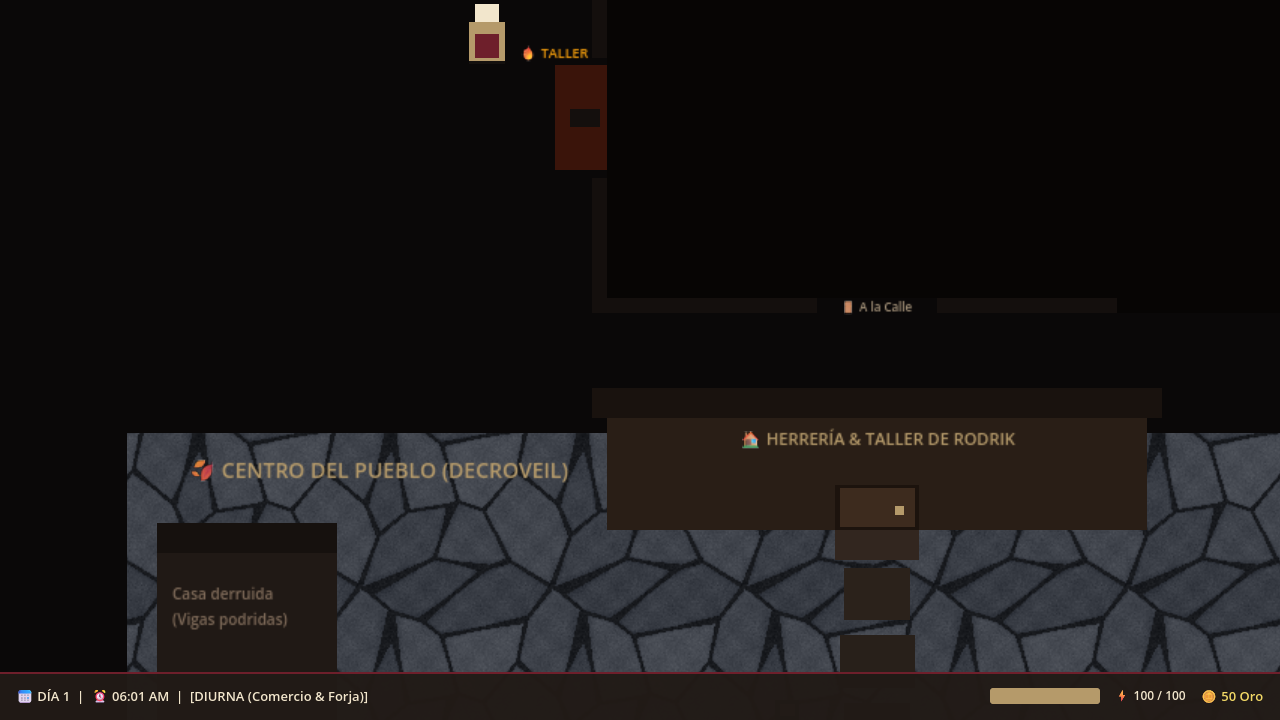 TALLER
A la Calle
HERRERÍA & TALLER DE RODRIK
CENTRO DEL PUEBLO (DECROVEIL)
Casa derruida
(Vigas podridas)
DÍA 1 | 06:01 AM | [DIURNA (Comercio & Forja)]
100 / 100
50 Oro